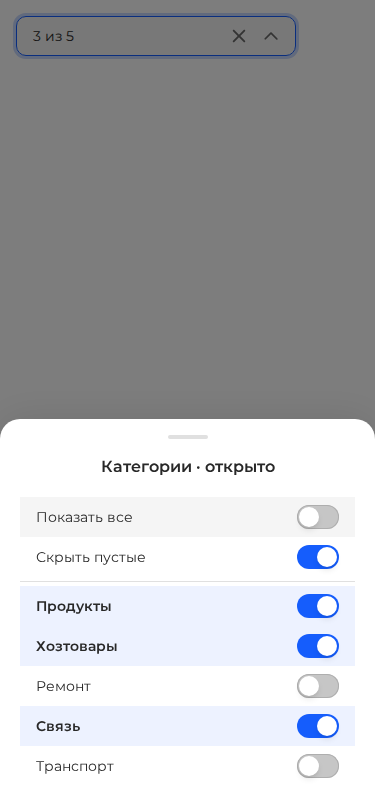 3 из 5
Категории · открыто
Показать все
Скрыть пустые
Продукты
Хозтовары
Ремонт
Связь
Транспорт